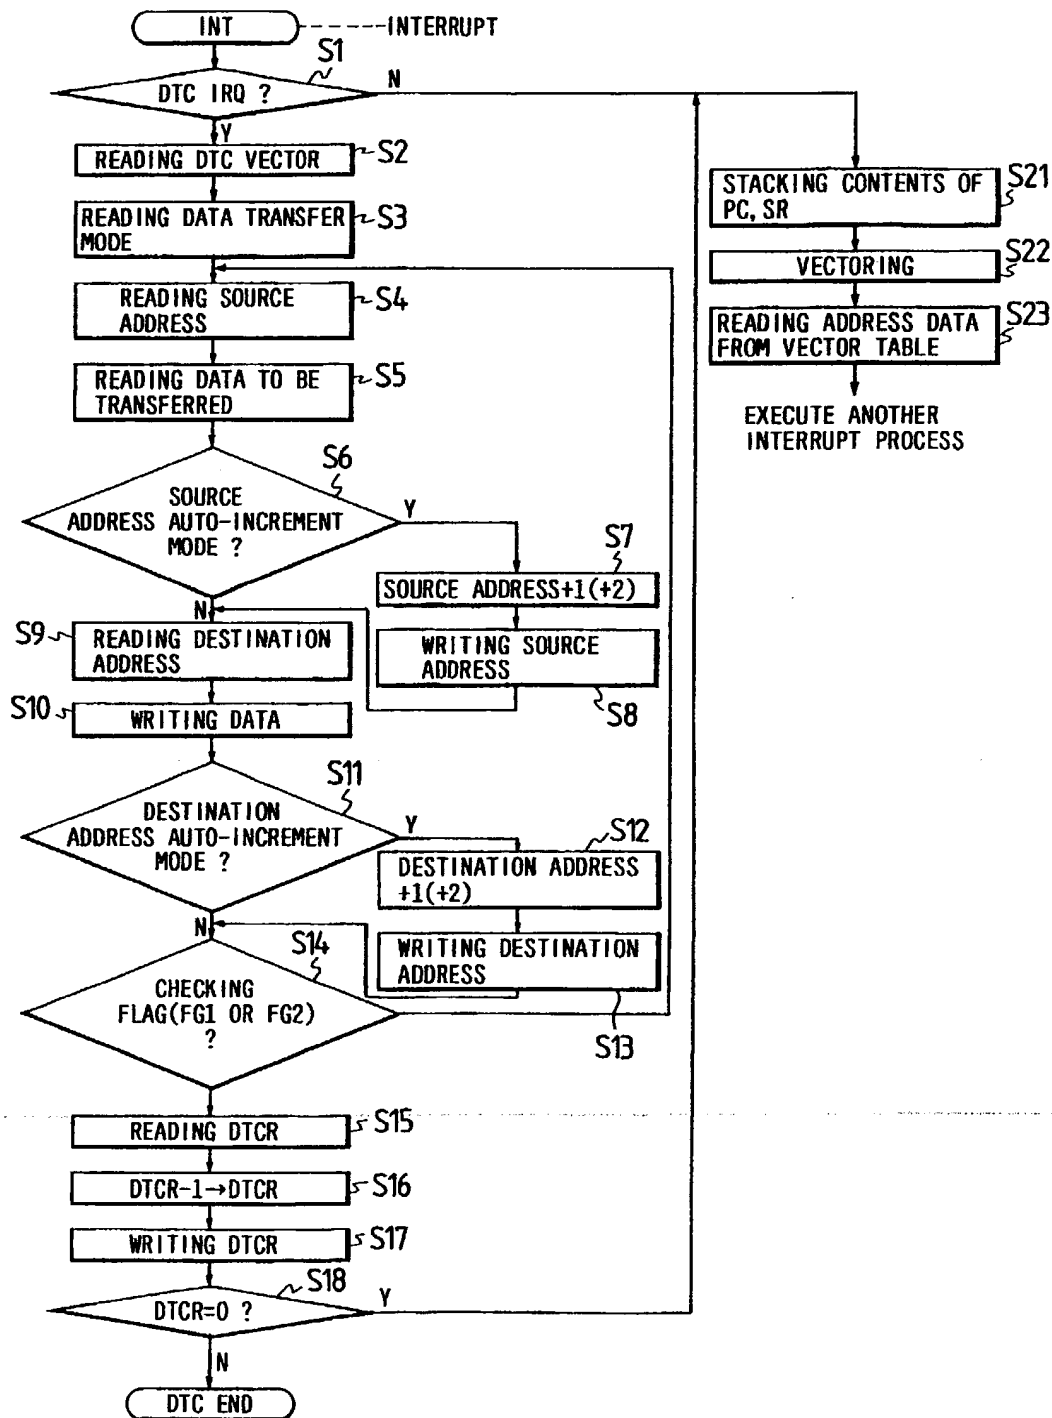 INT
INTERRUPT
S1
DTC IRQ ?
N
Y
READING DTC VECTOR
S2
READING DATA TRANSFER
MODE
S3
READING SOURCE
ADDRESS
S4
READING DATA TO BE
TRANSFERRED
S5
S6
SOURCE
ADDRESS AUTO-INCREMENT
MODE ?
Y
N
S7
SOURCE ADDRESS+1(+2)
WRITING SOURCE
ADDRESS
S8
S9
READING DESTINATION
ADDRESS
S10
WRITING DATA
S11
DESTINATION
ADDRESS AUTO-INCREMENT
MODE ?
Y
N
S12
DESTINATION ADDRESS
+1(+2)
WRITING DESTINATION
ADDRESS
S13
S14
CHECKING
FLAG(FG1 OR FG2)
?
READING DTCR
S15
DTCR-1→DTCR
S16
WRITING DTCR
S17
S18
DTCR=0 ?
Y
N
DTC END
STACKING CONTENTS OF
PC,SR
S21
VECTORING
S22
READING ADDRESS DATA
FROM VECTOR TABLE
S23
EXECUTE ANOTHER
INTERRUPT PROCESS